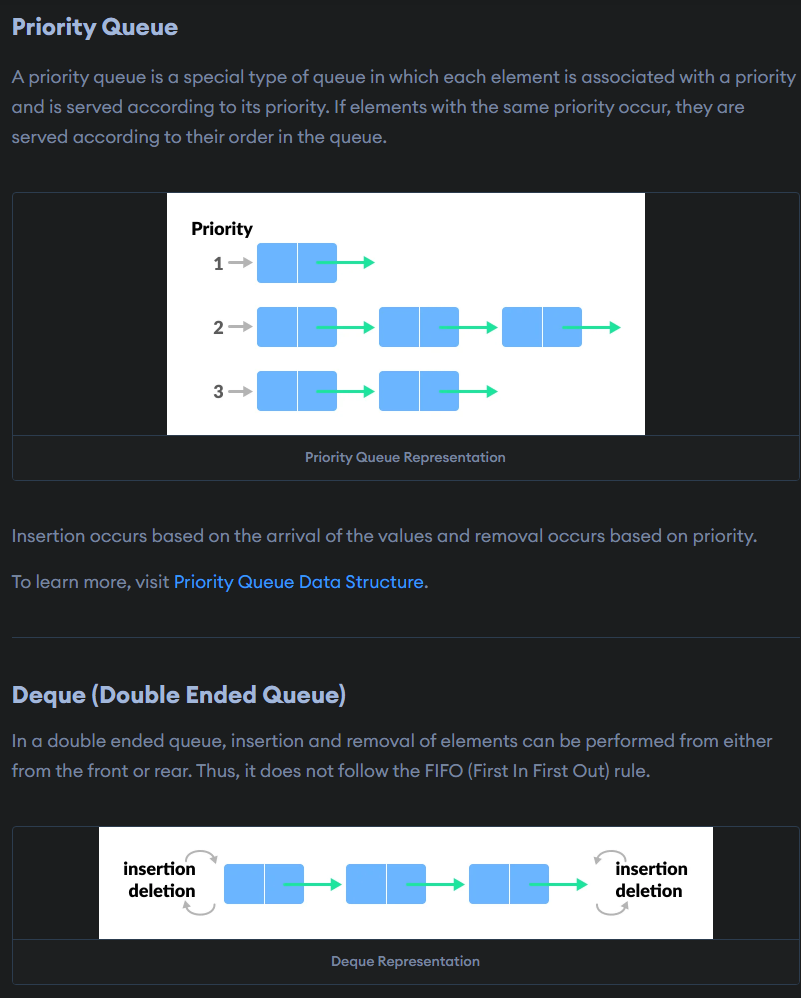 Priority Queue
A priority queue is a special type of queue in which each element is associated with a priority
and is served according to its priority. If elements with the same priority occur, they are
served according to their order in the queue.
Priority
1
2
3
Priority Queue Representation
Insertion occurs based on the arrival of the values and removal occurs based on priority.
To learn more, visit Priority Queue Data Structure.
Deque (Double Ended Queue)
In a double ended queue, insertion and removal of elements can be performed from either
from the front or rear. Thus, it does not follow the FIFO (First In First Out) rule.
insertion
deletion
insertion
deletion
Deque Representation